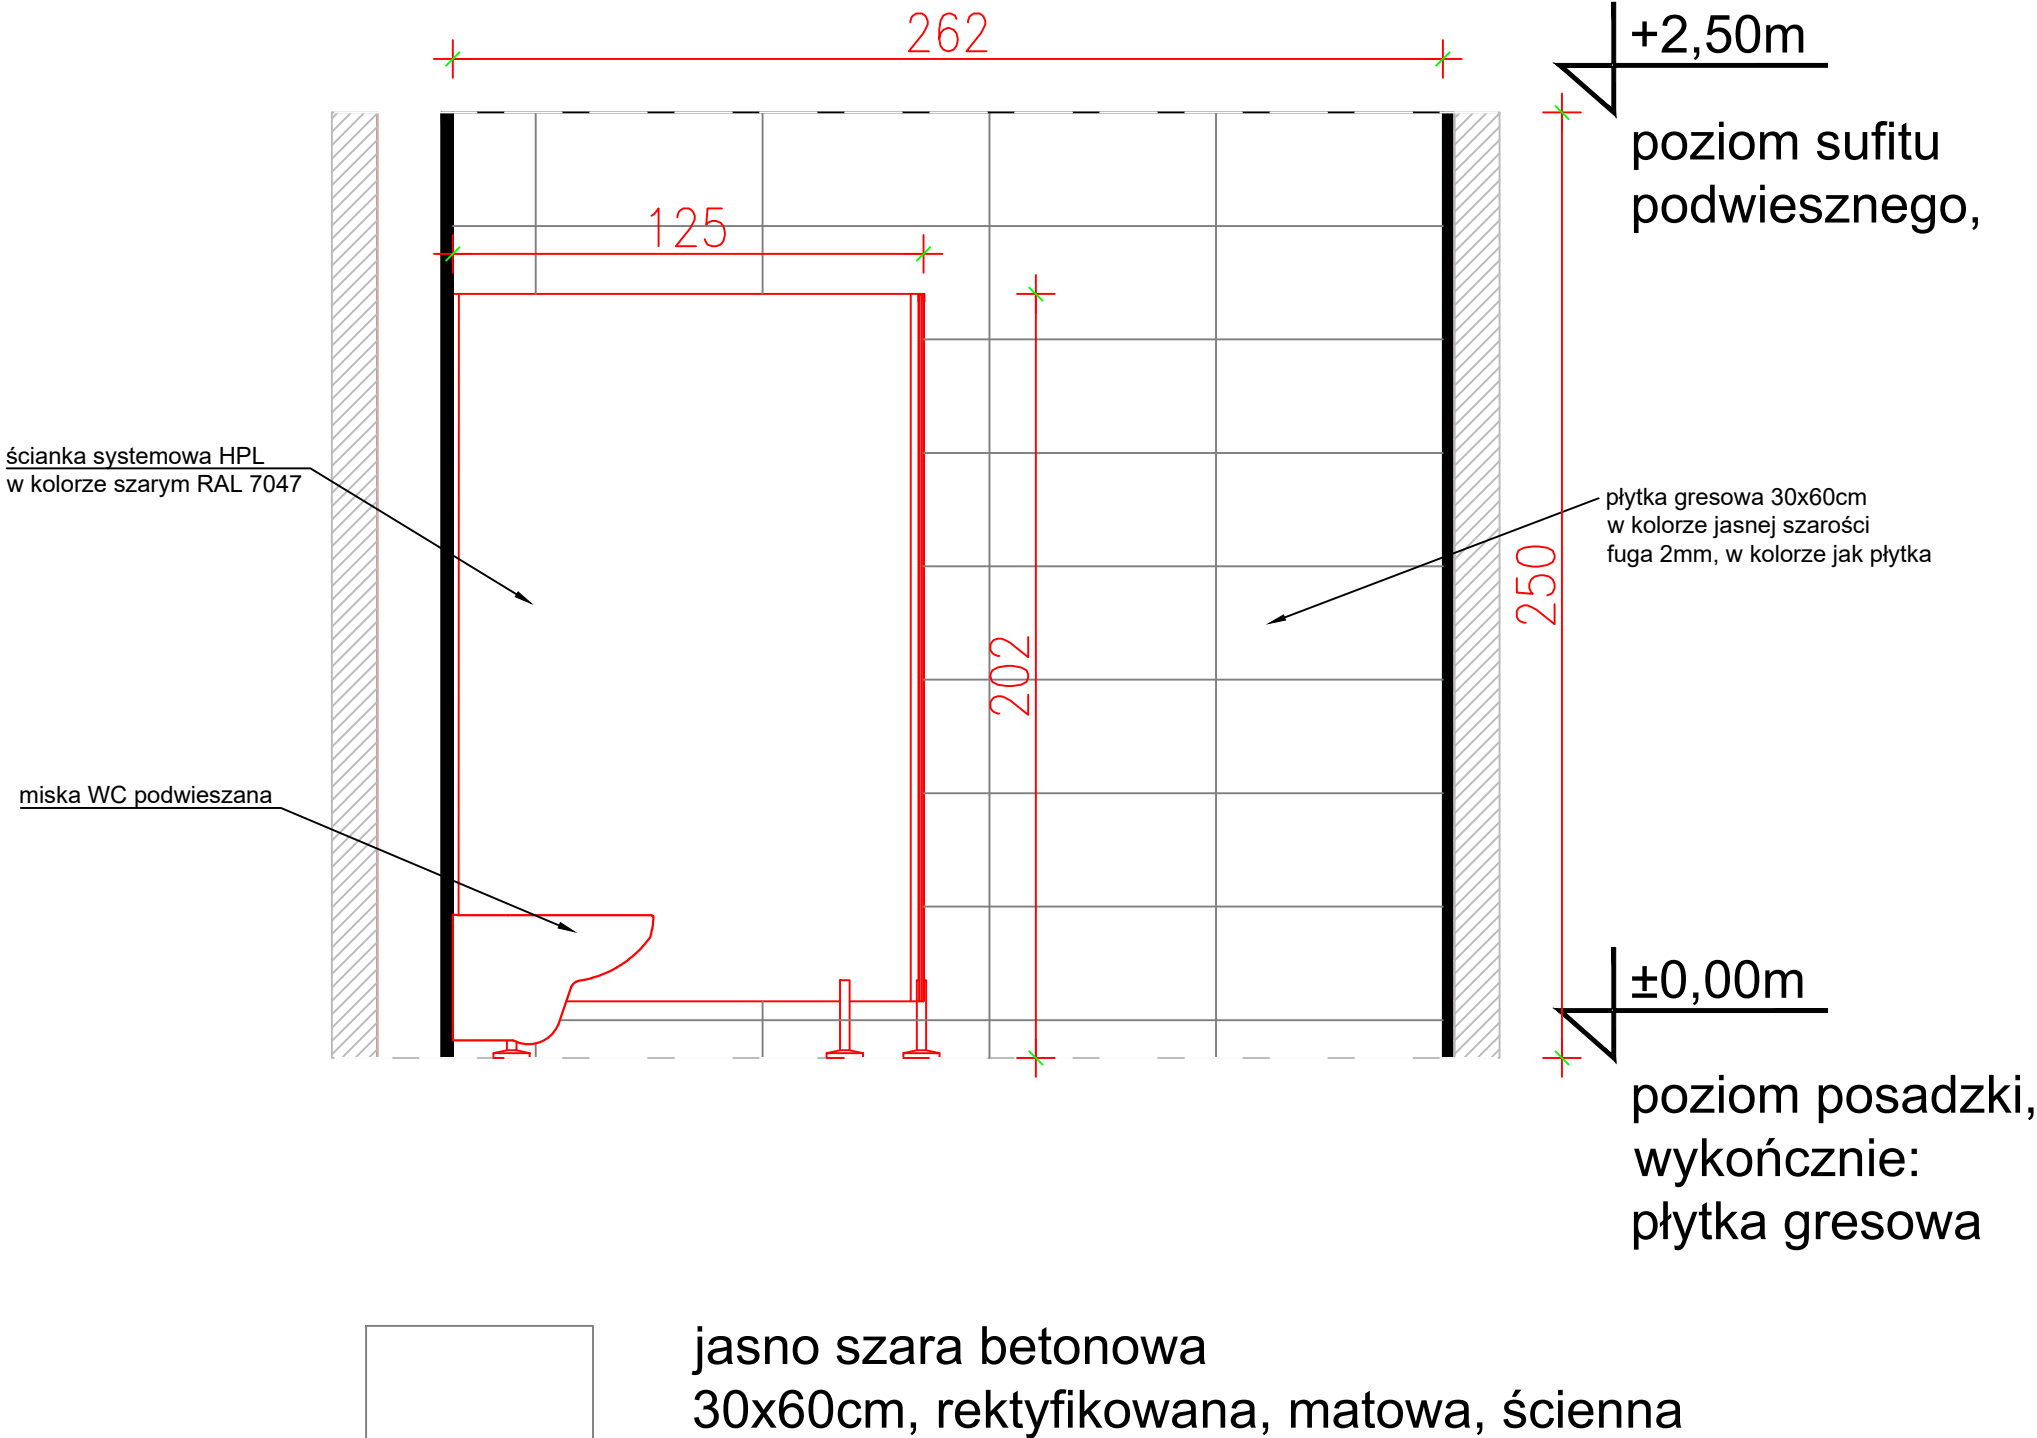 262
+2,50m
poziom sufitu
podwiesznego,
125
ścianka systemowa HPL
w kolorze szarym RAL 7047
płytka gresowa 30x60cm
w kolorze jasnej szarości
fuga 2mm, w kolorze jak płytka
250
202
miska WC podwieszana
±0,00m
poziom posadzki,
wykończnie:
płytka gresowa
jasno szara betonowa
30x60cm, rektyfikowana, matowa, ścienna